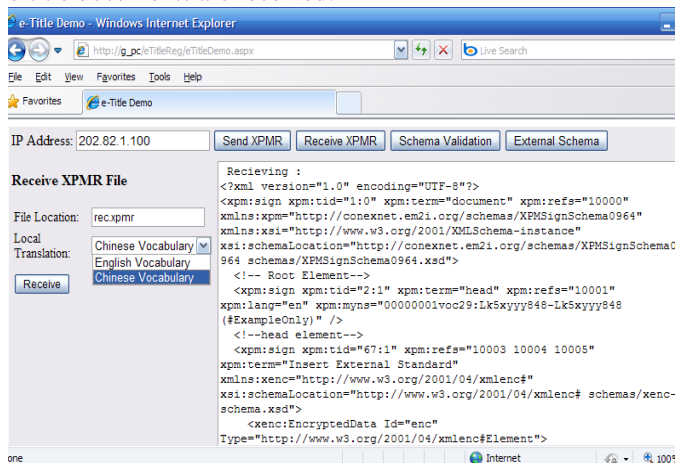 e-Title Demo - Windows Internet Explorer
http://g_pc/eTitleReg/eTitleDemo.aspx
Live Search
File Edit View Favorites Tools Help
Favorites e-Title Demo
IP Address: 202.82.1.100 Send XPMR Receive XPMR Schema Validation External Schema
Receive XPMR File
File Location: rec.xpmr
Local Translation: Chinese Vocabulary
English Vocabulary
Chinese Vocabulary
Receive
Recieving :
<?xml version="1.0" encoding="UTF-8"?>
<xpm:sign xpm:tid="1:0" xpm:term="document" xpm:refs="10000"
xmlns:xpm="http://conexnet.em2i.org/schemas/XPMSignSchema0964"
xmlns:xsi="http://www.w3.org/2001/XMLSchema-instance"
xsi:schemaLocation="http://conexnet.em2i.org/schemas/XPMSignSchema0
964 schemas/XPMSignSchema0964.xsd">
<!-- Root Element-->
<xpm:sign xpm:tid="2:1" xpm:term="head" xpm:refs="10001"
xpm:lang="en" xpm:myns="00000001voc29:Lk5xyyy848-Lk5xyyy848
(#ExampleOnly)" />
<!--head element-->
<xpm:sign xpm:tid="67:1" xpm:refs="10003 10004 10005"
xpm:term="Insert External Standard"
xmlns:xenc="http://www.w3.org/2001/04/xmlenc#"
xsi:schemaLocation="http://www.w3.org/2001/04/xmlenc# schemas/xenc-
schema.xsd">
<xenc:EncryptedData Id="enc"
Type="http://www.w3.org/2001/04/xmlenc#Element">
one Internet 100%